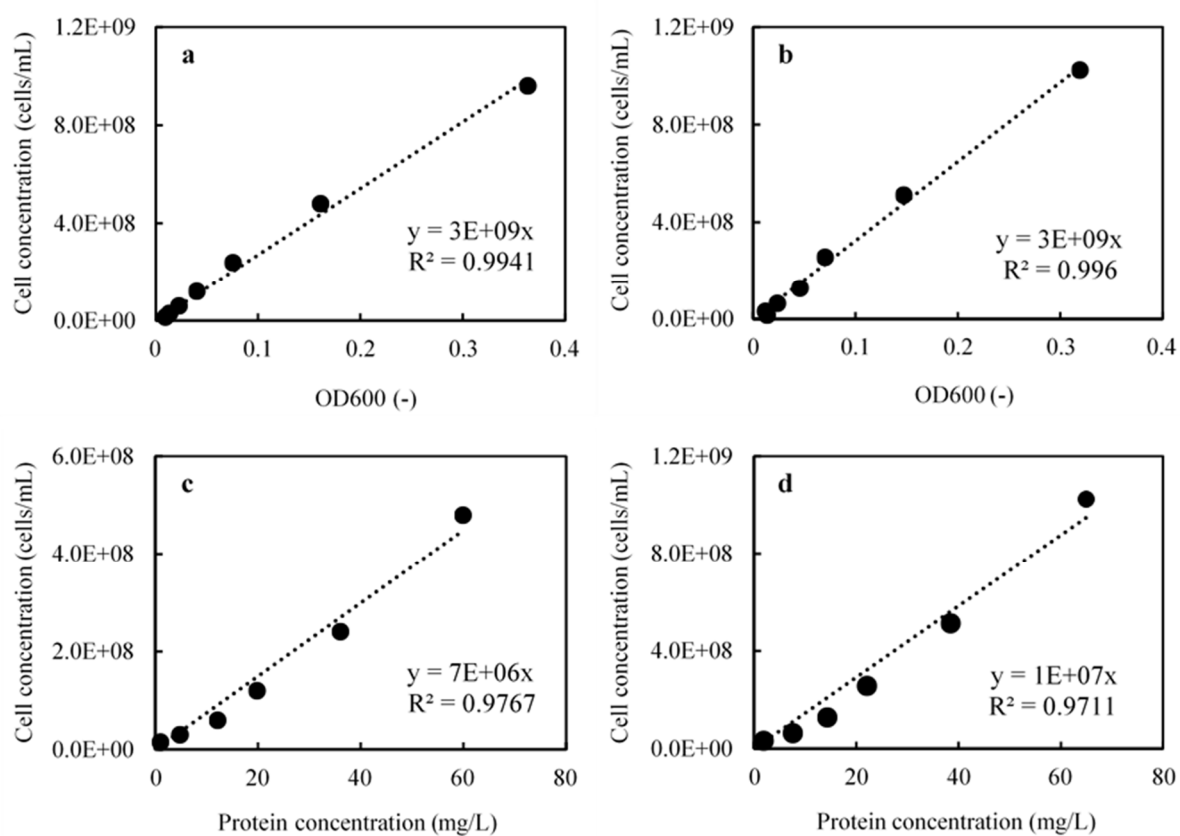 a
Cell concentration (cells/mL)
1.2E+09
8.0E+08
4.0E+08
0.0E+00
y = 3E+09x
R² = 0.9941
0 0.1 0.2 0.3 0.4
OD600 (-)
b
Cell concentration (cells/mL)
1.2E+09
8.0E+08
4.0E+08
0.0E+00
y = 3E+09x
R² = 0.996
0 0.1 0.2 0.3 0.4
OD600 (-)
c
Cell concentration (cells/mL)
6.0E+08
4.0E+08
2.0E+08
0.0E+00
y = 7E+06x
R² = 0.9767
0 20 40 60 80
Protein concentration (mg/L)
d
Cell concentration (cells/mL)
1.2E+09
8.0E+08
4.0E+08
0.0E+00
y = 1E+07x
R² = 0.9711
0 20 40 60 80
Protein concentration (mg/L)